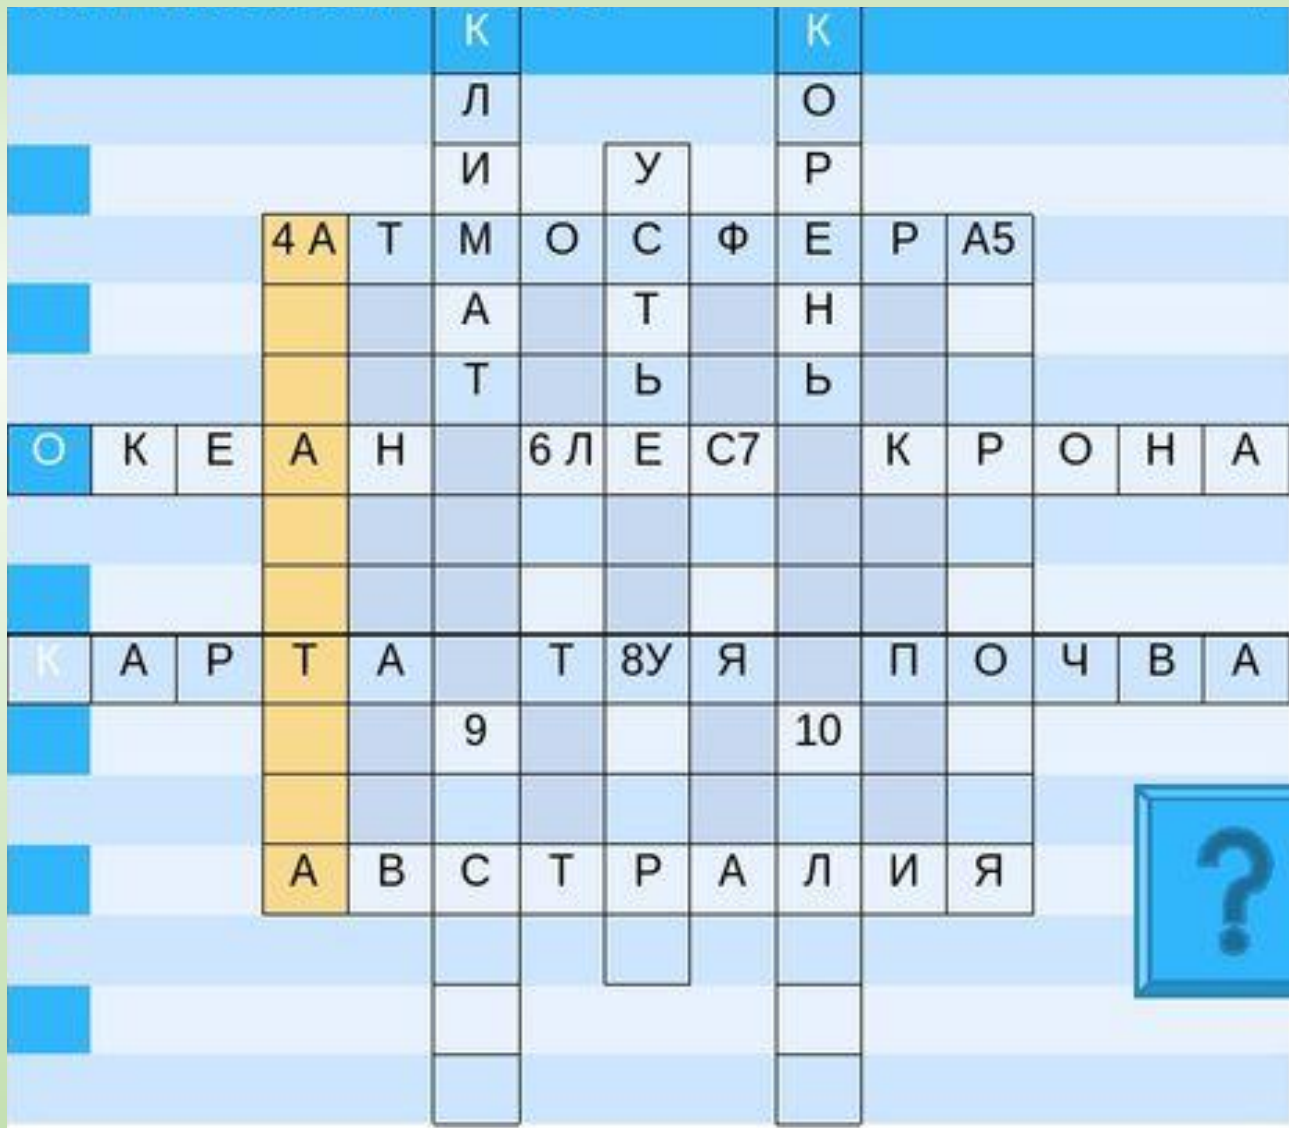 К К
Л О
И У Р
4 А Т М О С Ф Е Р А5
А Т Н
Т Ь Ь
О К Е А Н 6 Л Е С7 К Р О Н А
К А Р Т А Т 8У Я П О Ч В А
9 10
А В С Т Р А Л И Я
?